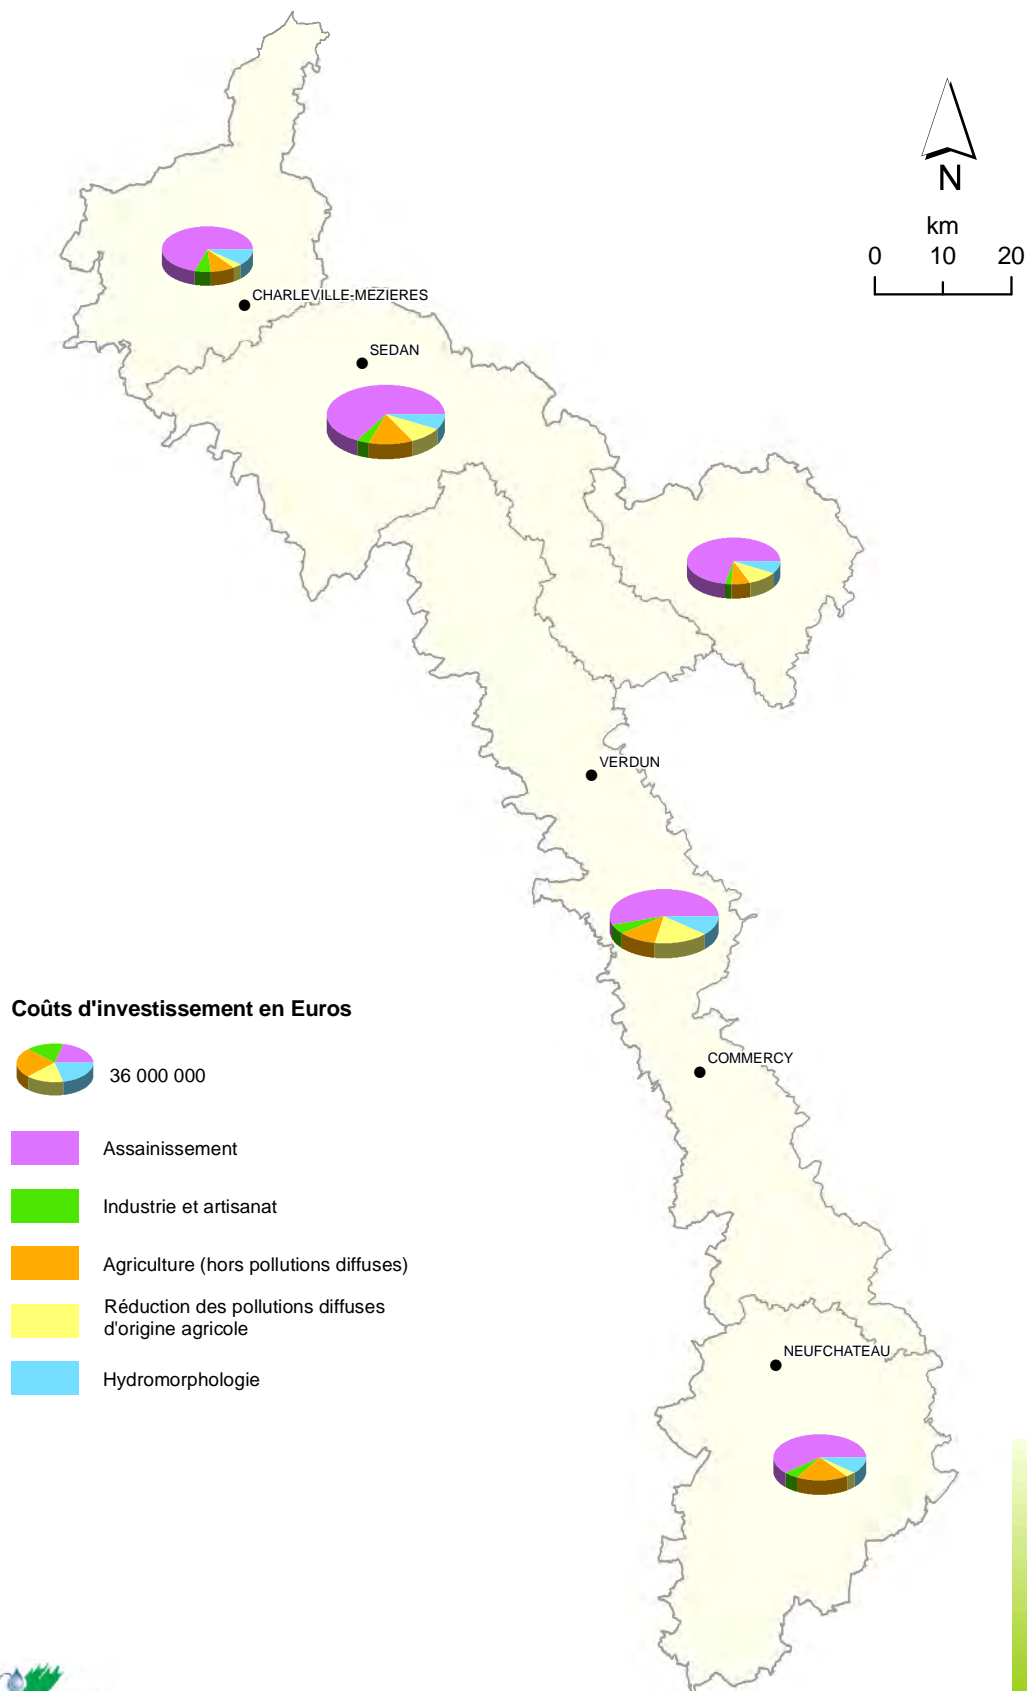 N
km
0 10 20
CHARLEVILLE-MEZIERES
SEDAN
VERDUN
COMMERCY
NEUFCHATEAU
Coûts d'investissement en Euros
36 000 000
Assainissement
Industrie et artisanat
Agriculture (hors pollutions diffuses)
Réduction des pollutions diffuses
d'origine agricole
Hydromorphologie